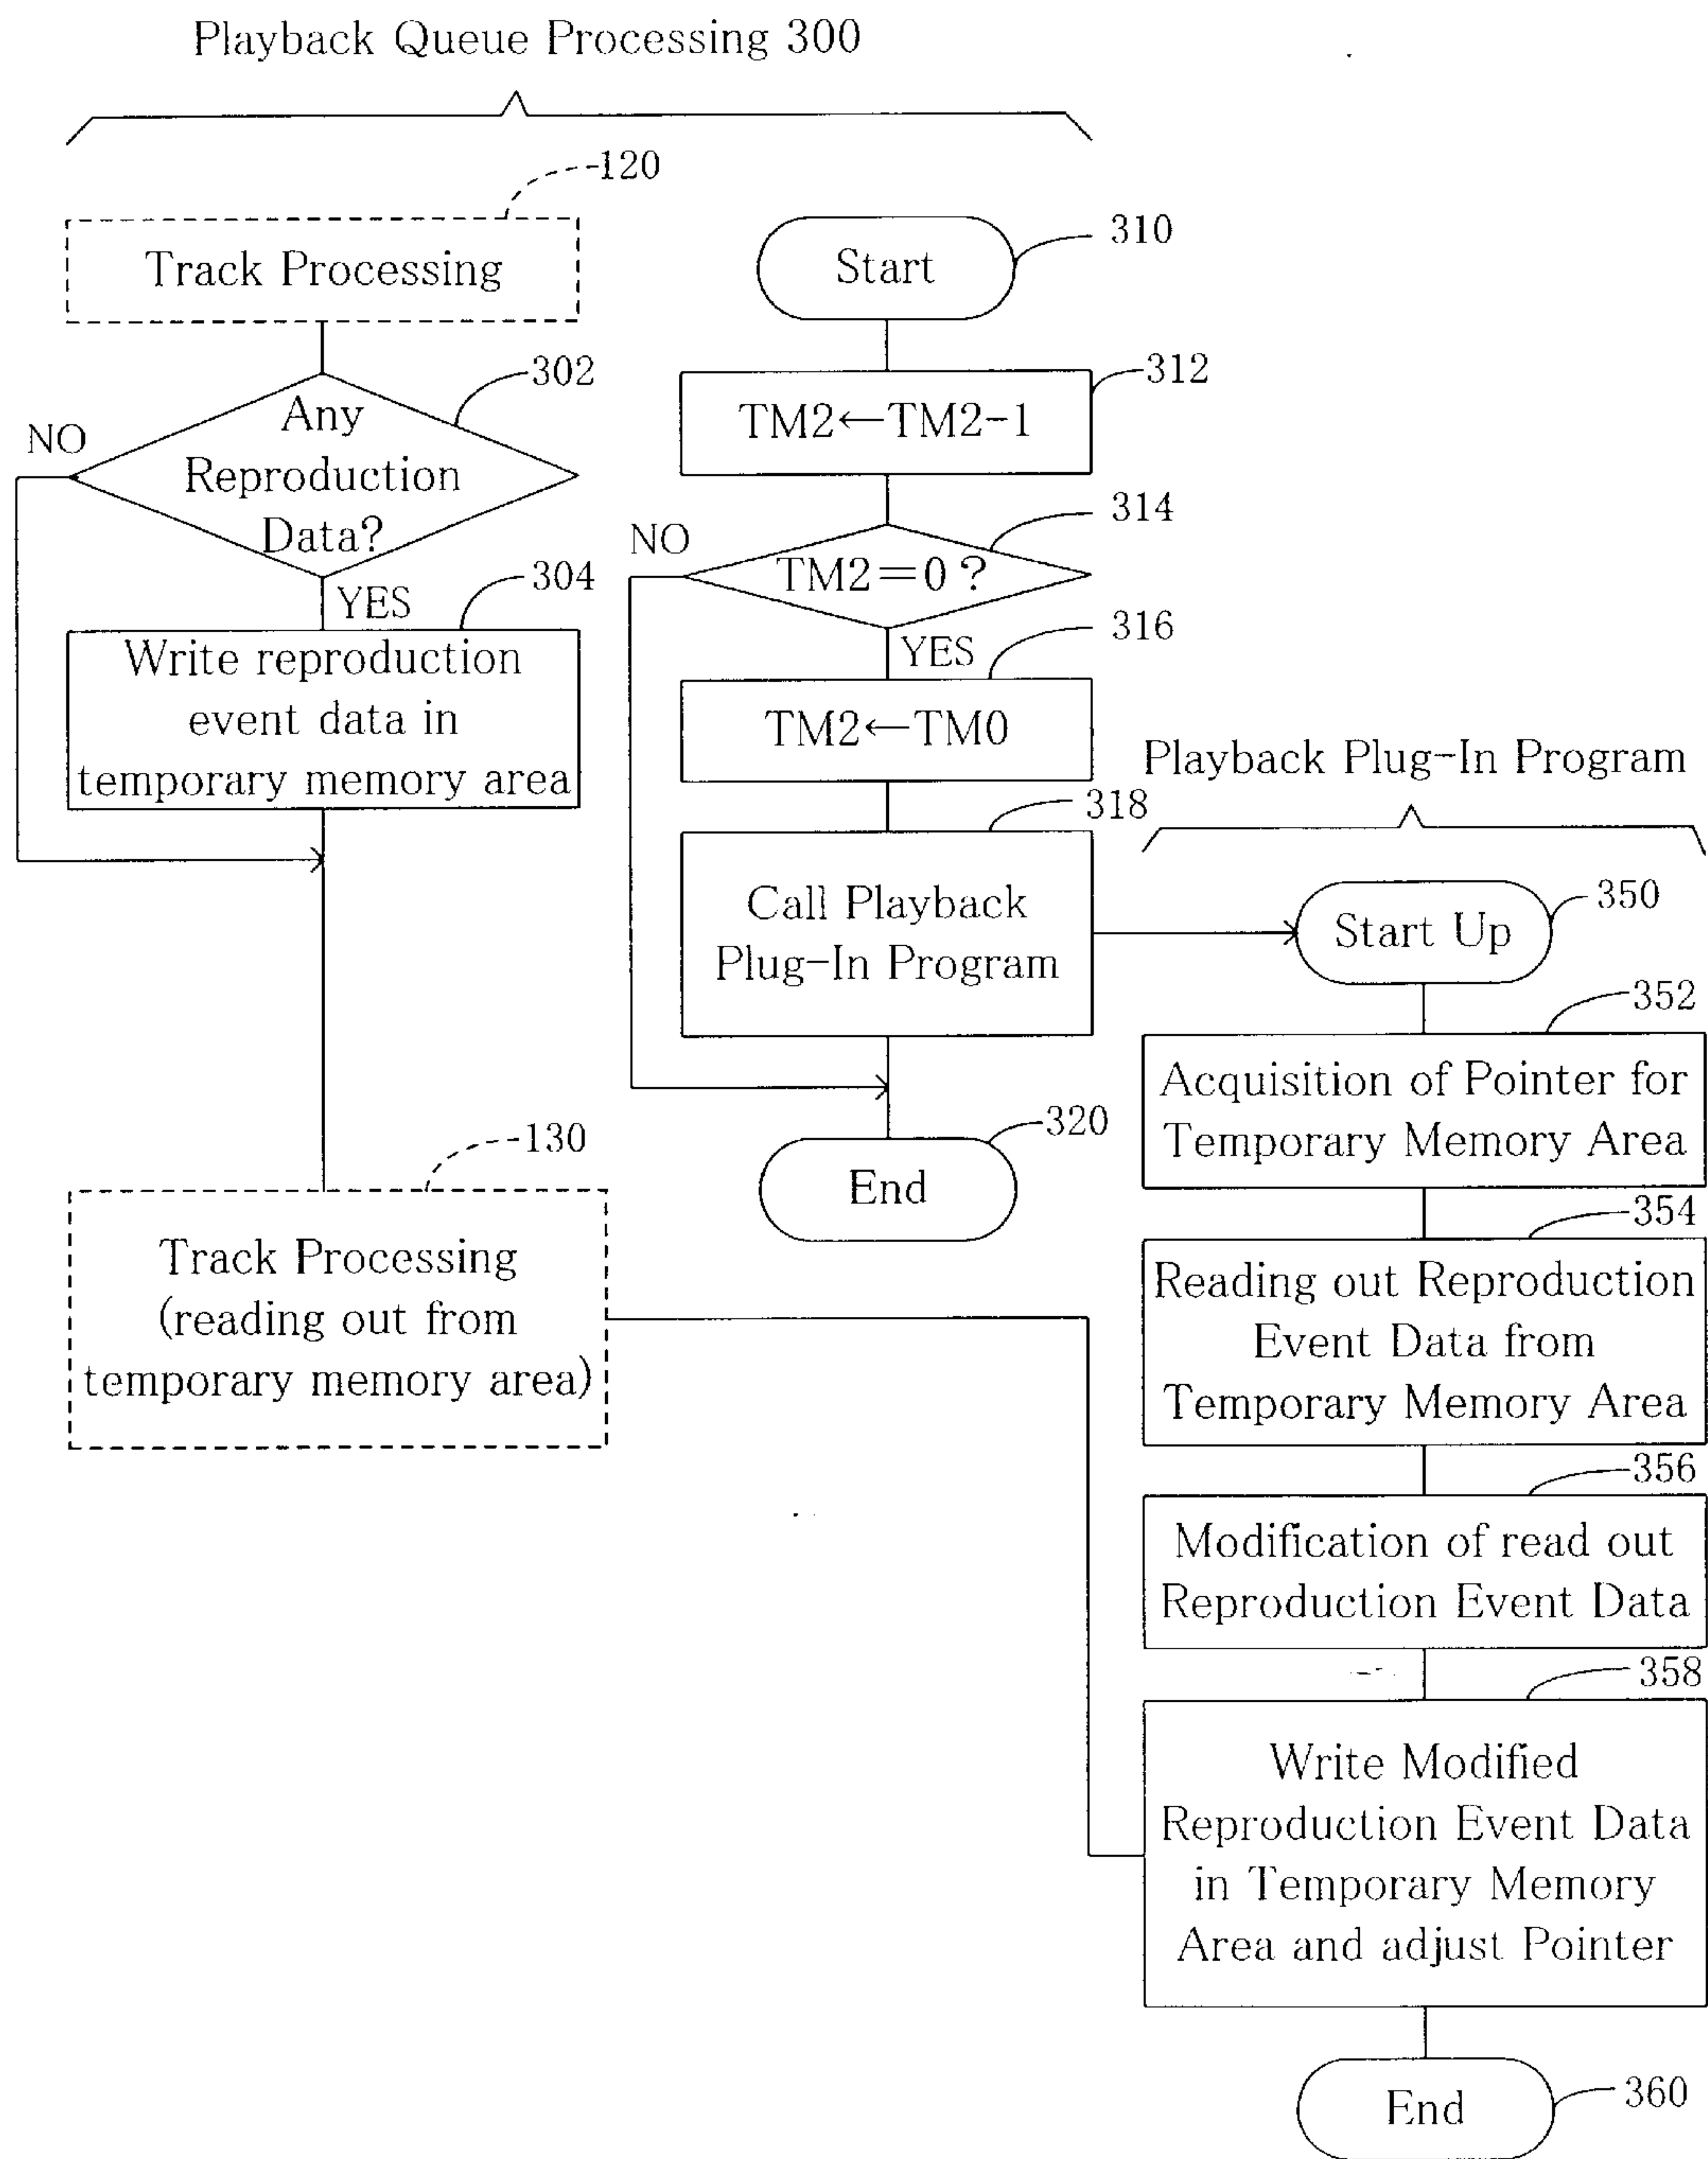 Playback Queue Processing 300
120
Track Processing
302
Any
Reproduction
Data?
NO
YES
304
Write reproduction
event data in
temporary memory area
130
Track Processing
(reading out from
temporary memory area)
310
Start
312
TM2←TM2-1
314
NO
TM2=0?
YES
316
TM2←TM0
318
Call Playback
Plug-In Program
320
End
Playback Plug-In Program
350
Start Up
352
Acquisition of Pointer for
Temporary Memory Area
354
Reading out Reproduction
Event Data from
Temporary Memory Area
356
Modification of read out
Reproduction Event Data
358
Write Modified
Reproduction Event Data
in Temporary Memory
Area and adjust Pointer
End
360